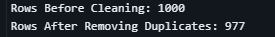 Rows Before Cleaning: 1000
Rows After Removing Duplicates: 977